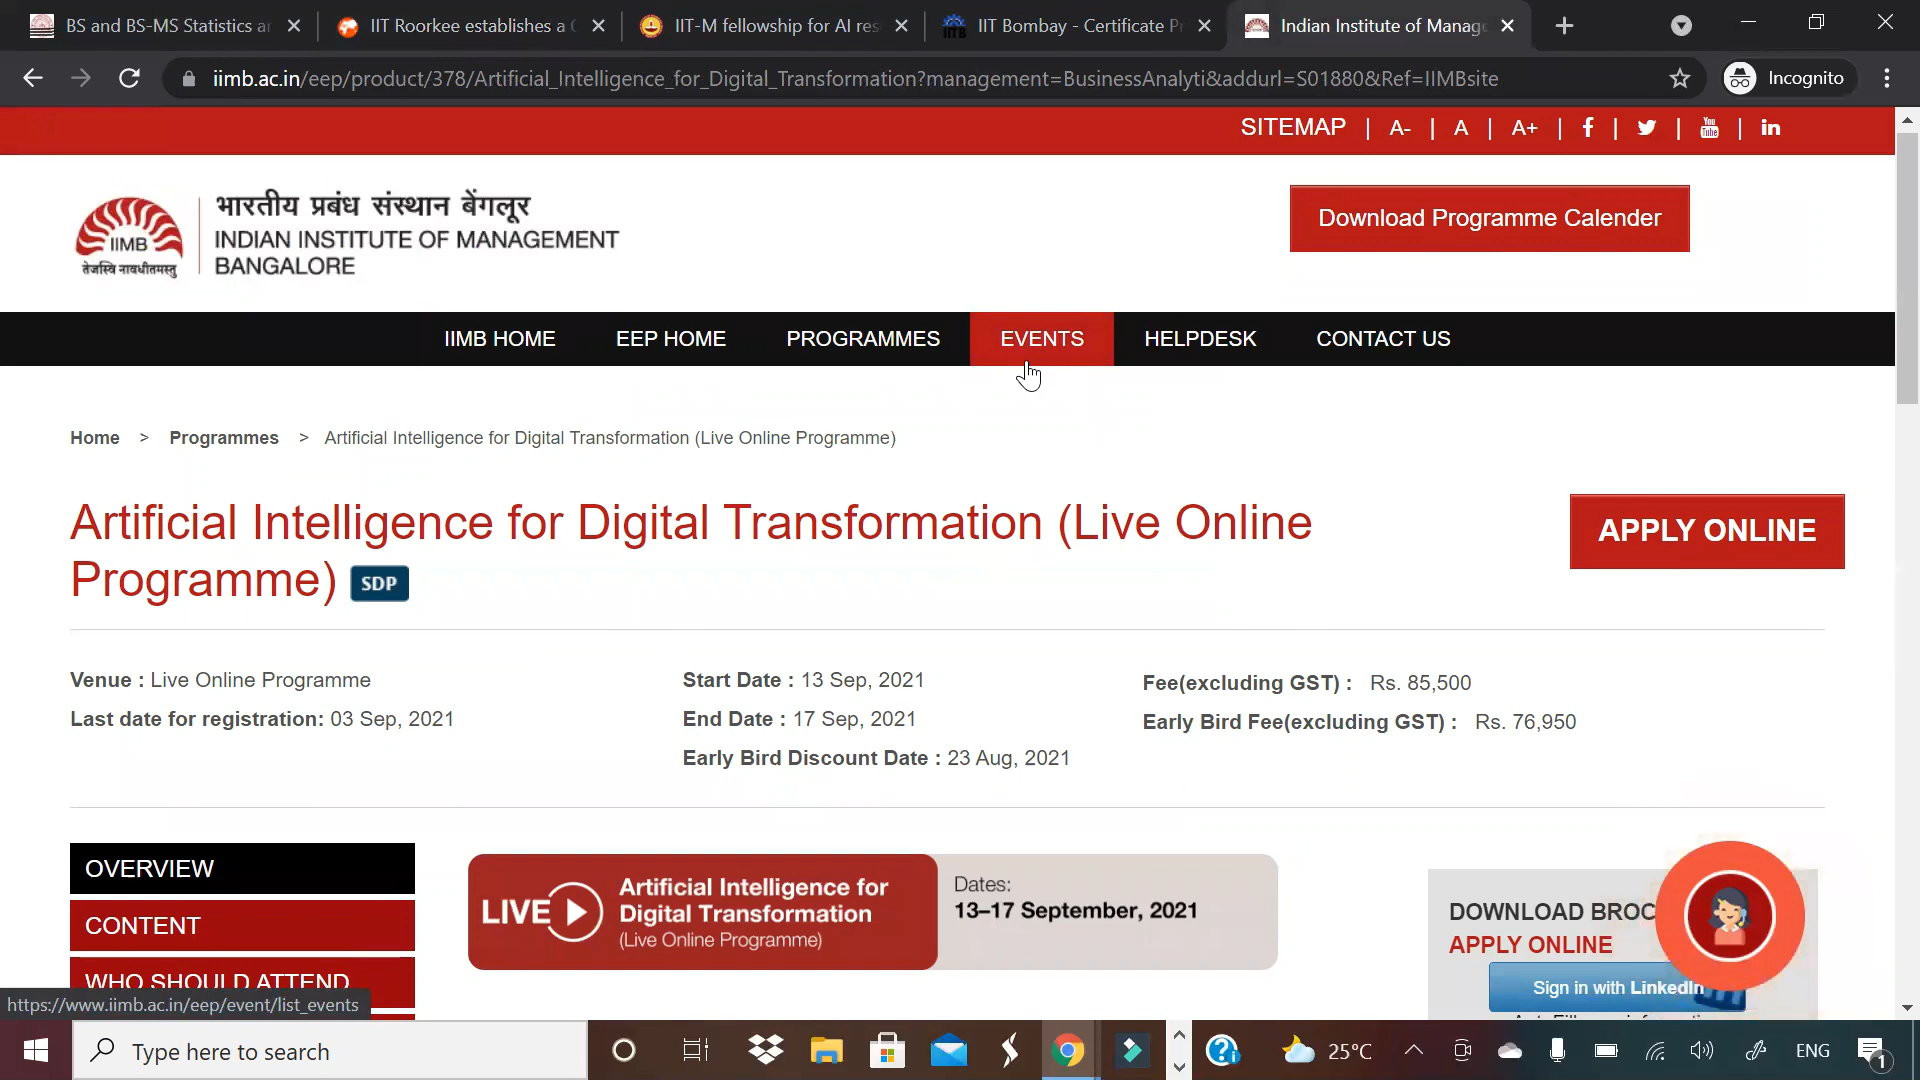 BS and BS-MS Statistics ar
IIT Roorkee establishes a C
IIT-M fellowship for AI res
IIT Bombay - Certificate Pr
Indian Institute of Manage
iimb.ac.in/eep/product/378/Artificial_Intelligence_for_Digital_Transformation?management=BusinessAnalyti&addurl=S01880&Ref=IIMBsite
Incognito
SITEMAP | A- | A | A+ | f | You Tube | in
IIMB
तेजस्वि नावधीतमस्तु
भारतीय प्रबंध संस्थान बेंगलूर
INDIAN INSTITUTE OF MANAGEMENT
BANGALORE
Download Programme Calender
IIMB HOME EEP HOME PROGRAMMES EVENTS HELPDESK CONTACT US
Home > Programmes > Artificial Intelligence for Digital Transformation (Live Online Programme)
Artificial Intelligence for Digital Transformation (Live Online
Programme) SDP
APPLY ONLINE
Venue : Live Online Programme
Last date for registration: 03 Sep, 2021
Start Date : 13 Sep, 2021
End Date : 17 Sep, 2021
Early Bird Discount Date : 23 Aug, 2021
Fee(excluding GST) : Rs. 85,500
Early Bird Fee(excluding GST) : Rs. 76,950
OVERVIEW
CONTENT
WHO SHOULD ATTEND
LIVE
Artificial Intelligence for
Digital Transformation
(Live Online Programme)
Dates:
13–17 September, 2021
DOWNLOAD BROC
APPLY ONLINE
Sign in with LinkedIn
https://www.iimb.ac.in/eep/event/list_events
Type here to search
25°C
ENG
1